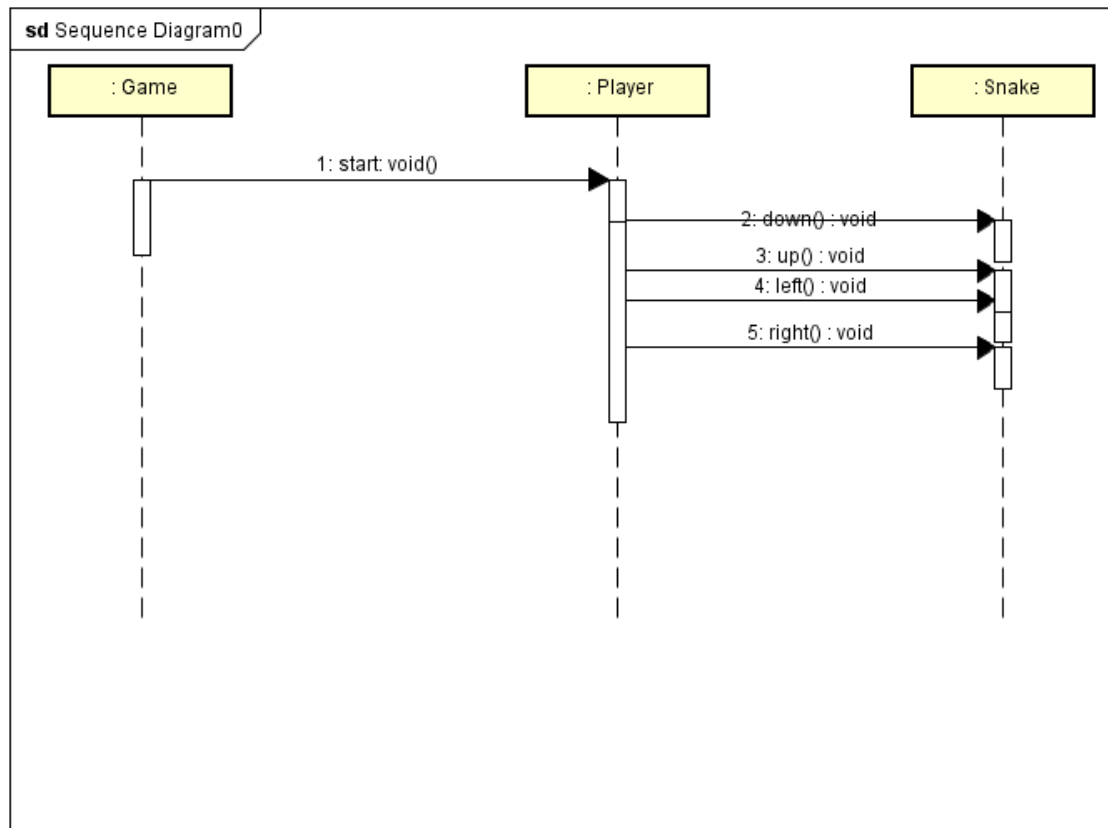 sd Sequence Diagram0
: Game
: Player
: Snake
1: start: void()
2: down() : void
3: up() : void
4: left() : void
5: right() : void